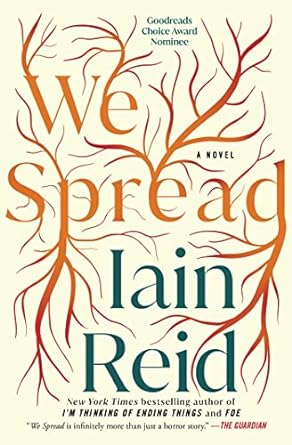 Goodreads
Choice Award
Nominee
We
A NOVEL
Spread
Iain
Reid
New York Times bestselling author of
I'M THINKING OF ENDING THINGS and FOE
"We Spread is infinitely more than just a horror story." —THE GUARDIAN